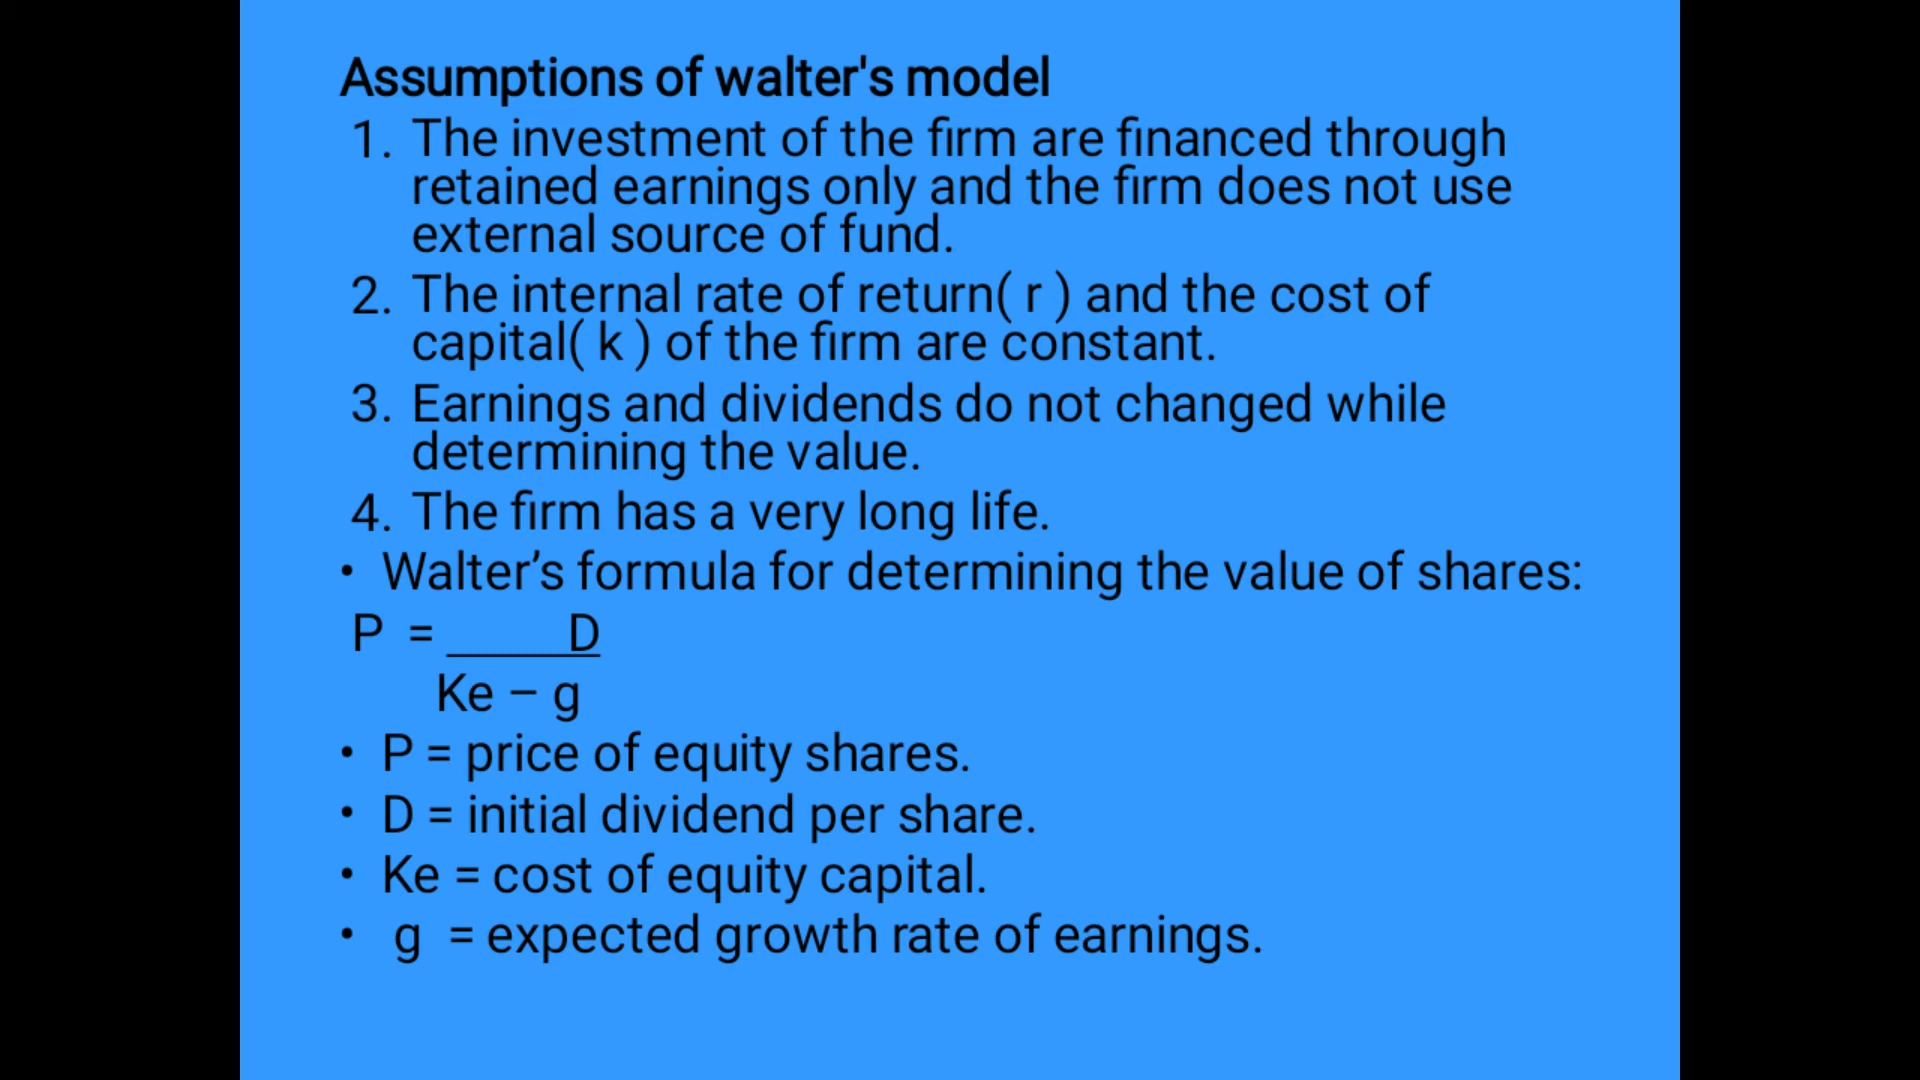 Assumptions of walter's model
1. The investment of the firm are financed through
retained earnings only and the firm does not use
external source of fund.
2. The internal rate of return( r ) and the cost of
capital( k ) of the firm are constant.
3. Earnings and dividends do not changed while
determining the value.
4. The firm has a very long life.
• Walter’s formula for determining the value of shares:
P = _____D
Ke – g
• P = price of equity shares.
• D = initial dividend per share.
• Ke = cost of equity capital.
• g = expected growth rate of earnings.